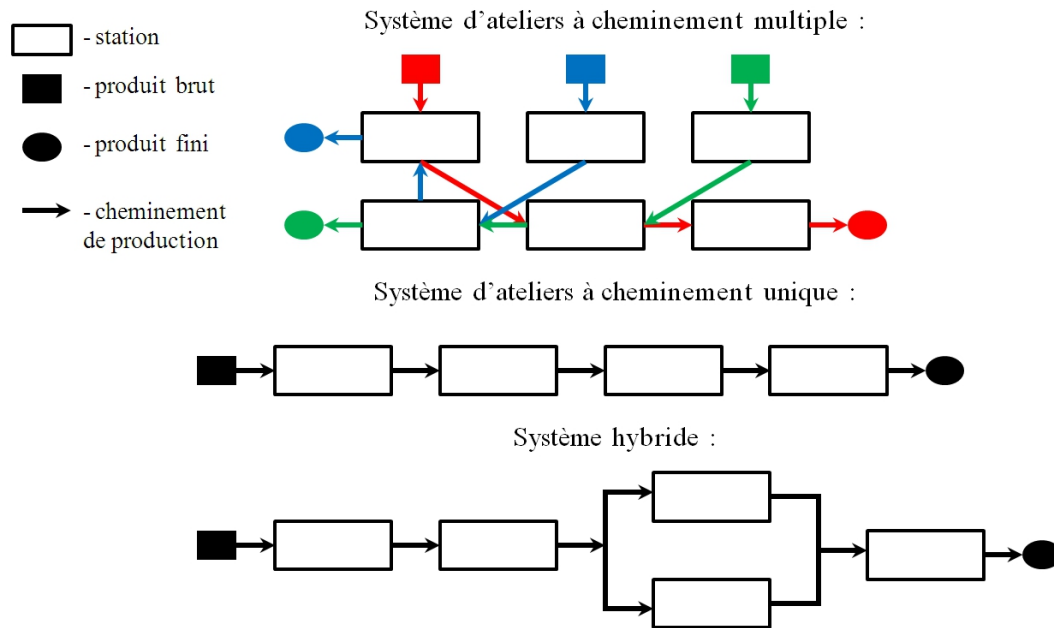 Système d'ateliers à cheminement multiple :
- station
- produit brut
- produit fini
- cheminement
de production
Système d'ateliers à cheminement unique :
Système hybride :